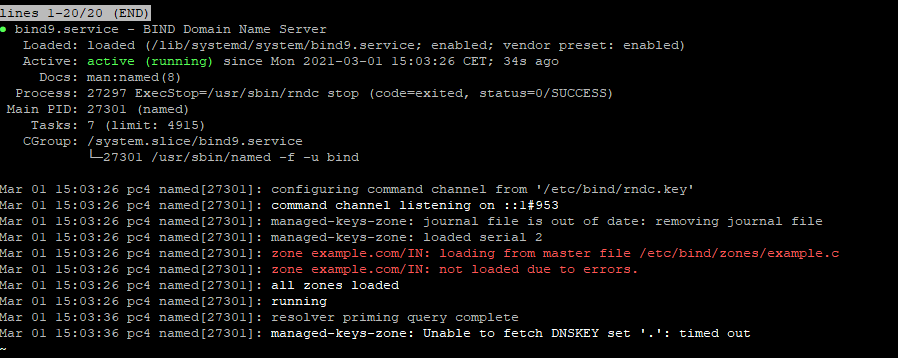 lines 1-20/20 (END)
● bind9.service - BIND Domain Name Server
   Loaded: loaded (/lib/systemd/system/bind9.service; enabled; vendor preset: enabled)
   Active: active (running) since Mon 2021-03-01 15:03:26 CET; 34s ago
     Docs: man:named(8)
  Process: 27297 ExecStop=/usr/sbin/rndc stop (code=exited, status=0/SUCCESS)
 Main PID: 27301 (named)
    Tasks: 7 (limit: 4915)
   CGroup: /system.slice/bind9.service
           └─27301 /usr/sbin/named -f -u bind
Mar 01 15:03:26 pc4 named[27301]: configuring command channel from '/etc/bind/rndc.key'
Mar 01 15:03:26 pc4 named[27301]: command channel listening on ::1#953
Mar 01 15:03:26 pc4 named[27301]: managed-keys-zone: journal file is out of date: removing journal file
Mar 01 15:03:26 pc4 named[27301]: managed-keys-zone: loaded serial 2
Mar 01 15:03:26 pc4 named[27301]: zone example.com/IN: loading from master file /etc/bind/zones/example.c
Mar 01 15:03:26 pc4 named[27301]: zone example.com/IN: not loaded due to errors.
Mar 01 15:03:26 pc4 named[27301]: all zones loaded
Mar 01 15:03:26 pc4 named[27301]: running
Mar 01 15:03:36 pc4 named[27301]: resolver priming query complete
Mar 01 15:03:36 pc4 named[27301]: managed-keys-zone: Unable to fetch DNSKEY set '.': timed out
~